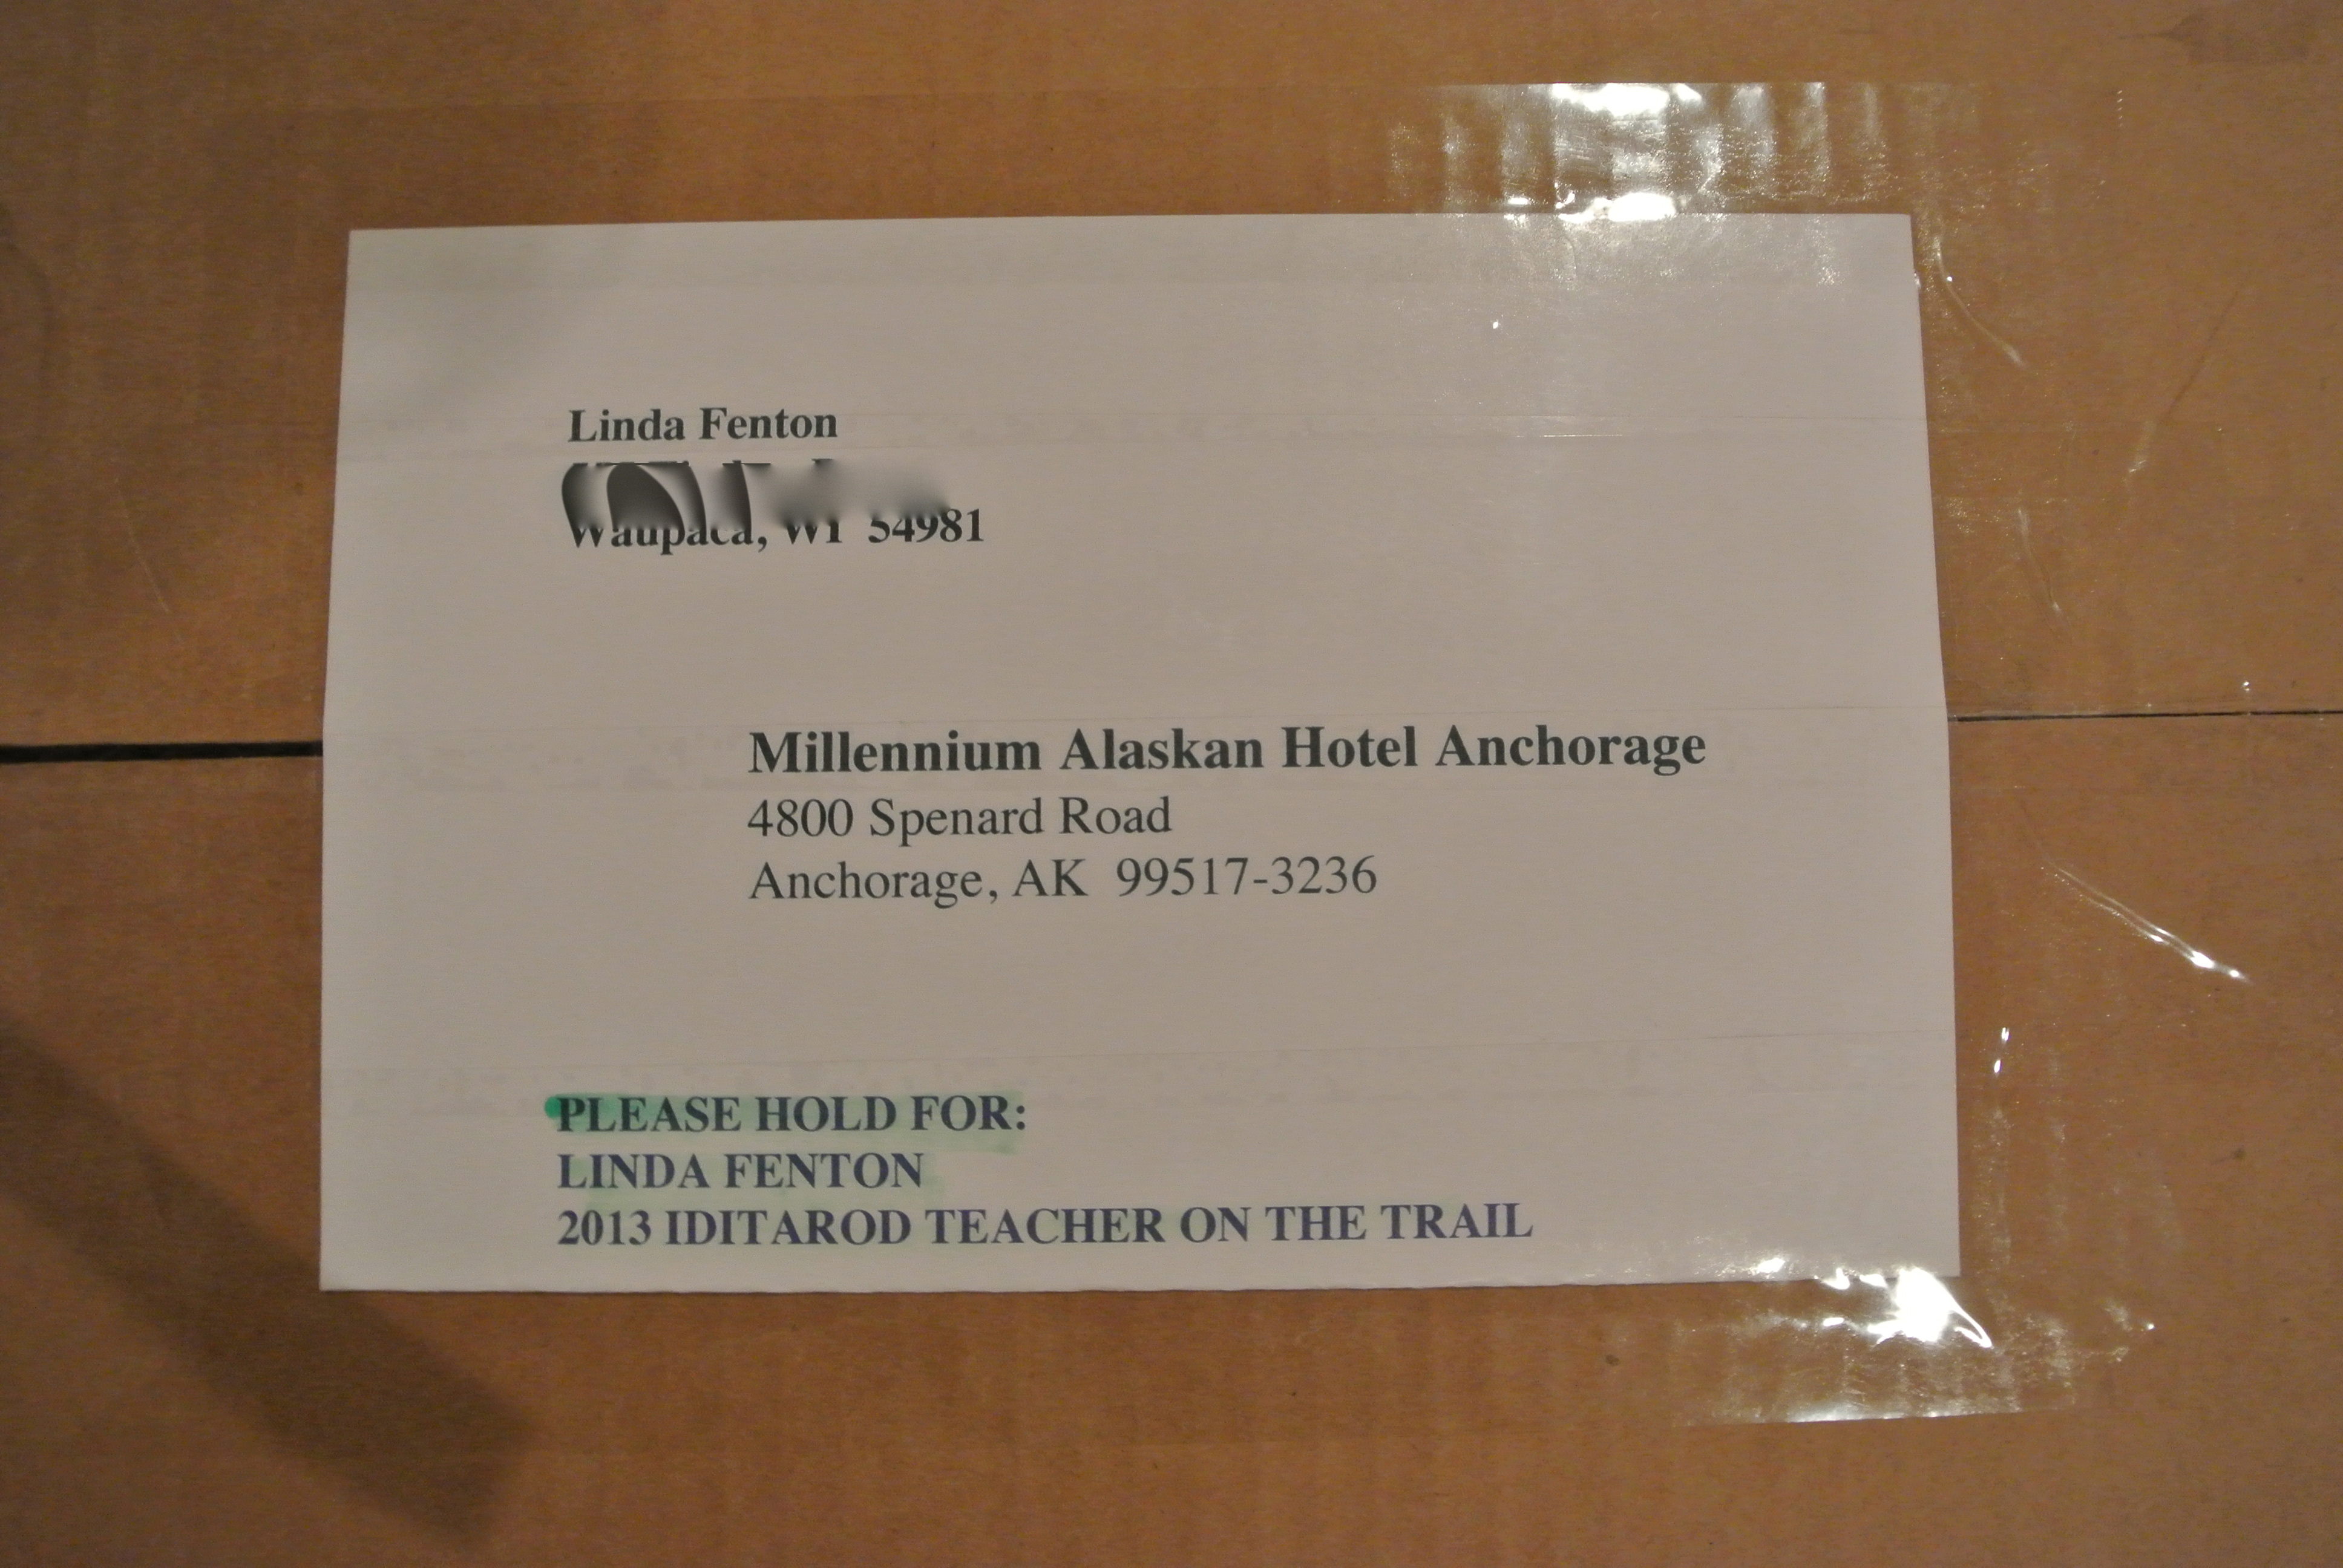 Linda Fenton
Waupaca, WI 54981
Millennium Alaskan Hotel Anchorage
4800 Spenard Road
Anchorage, AK 99517-3236
PLEASE HOLD FOR:
LINDA FENTON
2013 IDITAROD TEACHER ON THE TRAIL